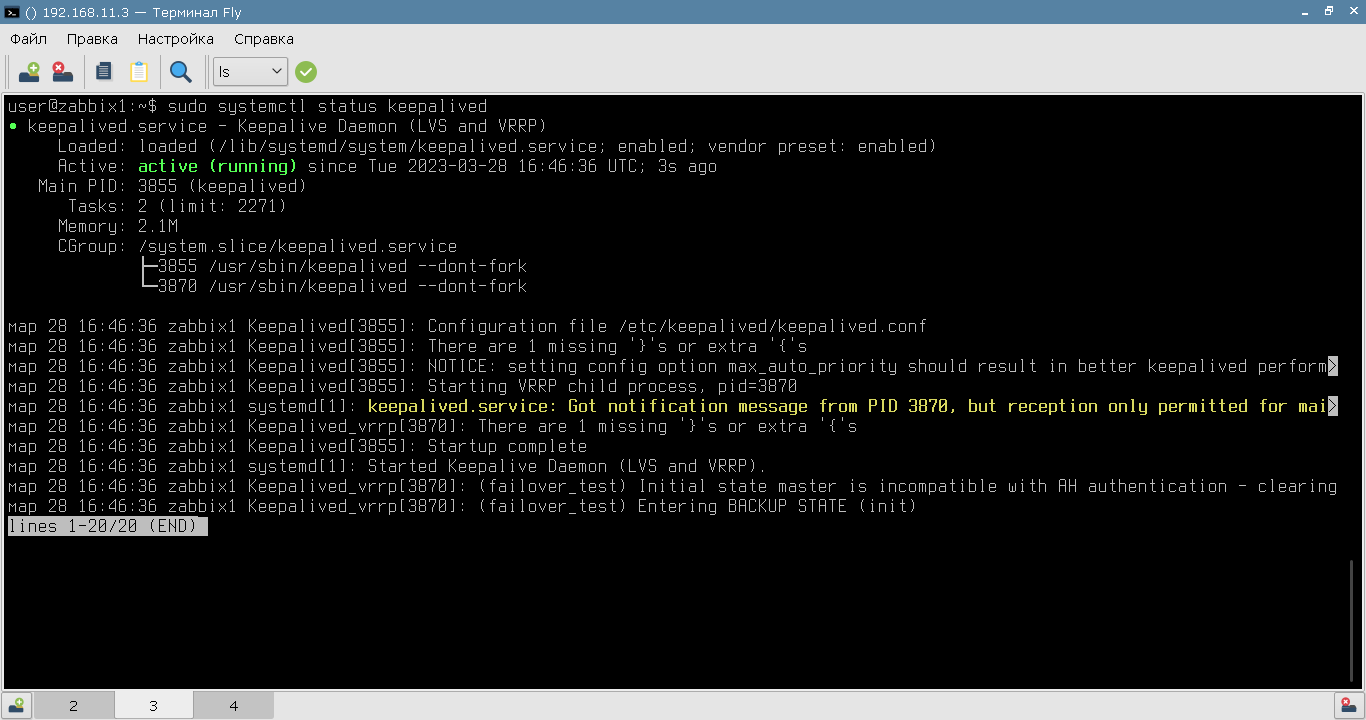 () 192.168.11.3 — Терминал Fly
Файл Правка Настройка Справка
ls
user@zabbix1:~$ sudo systemctl status keepalived
● keepalived.service - Keepalive Daemon (LVS and VRRP)
Loaded: loaded (/lib/systemd/system/keepalived.service; enabled; vendor preset: enabled)
Active: active (running) since Tue 2023-03-28 16:46:36 UTC; 3s ago
Main PID: 3855 (keepalived)
Tasks: 2 (limit: 2271)
Memory: 2.1M
CGroup: /system.slice/keepalived.service
├─3855 /usr/sbin/keepalived --dont-fork
└─3870 /usr/sbin/keepalived --dont-fork
мар 28 16:46:36 zabbix1 Keepalived[3855]: Configuration file /etc/keepalived/keepalived.conf
мар 28 16:46:36 zabbix1 Keepalived[3855]: There are 1 missing '}'s or extra '{'s
мар 28 16:46:36 zabbix1 Keepalived[3855]: NOTICE: setting config option max_auto_priority should result in better keepalived perform>
мар 28 16:46:36 zabbix1 Keepalived[3855]: Starting VRRP child process, pid=3870
мар 28 16:46:36 zabbix1 systemd[1]: keepalived.service: Got notification message from PID 3870, but reception only permitted for mai>
мар 28 16:46:36 zabbix1 Keepalived_vrrp[3870]: There are 1 missing '}'s or extra '{'s
мар 28 16:46:36 zabbix1 Keepalived[3855]: Startup complete
мар 28 16:46:36 zabbix1 systemd[1]: Started Keepalive Daemon (LVS and VRRP).
мар 28 16:46:36 zabbix1 Keepalived_vrrp[3870]: (failover_test) Initial state master is incompatible with AH authentication - clearing
мар 28 16:46:36 zabbix1 Keepalived_vrrp[3870]: (failover_test) Entering BACKUP STATE (init)
lines 1-20/20 (END)
2 3 4